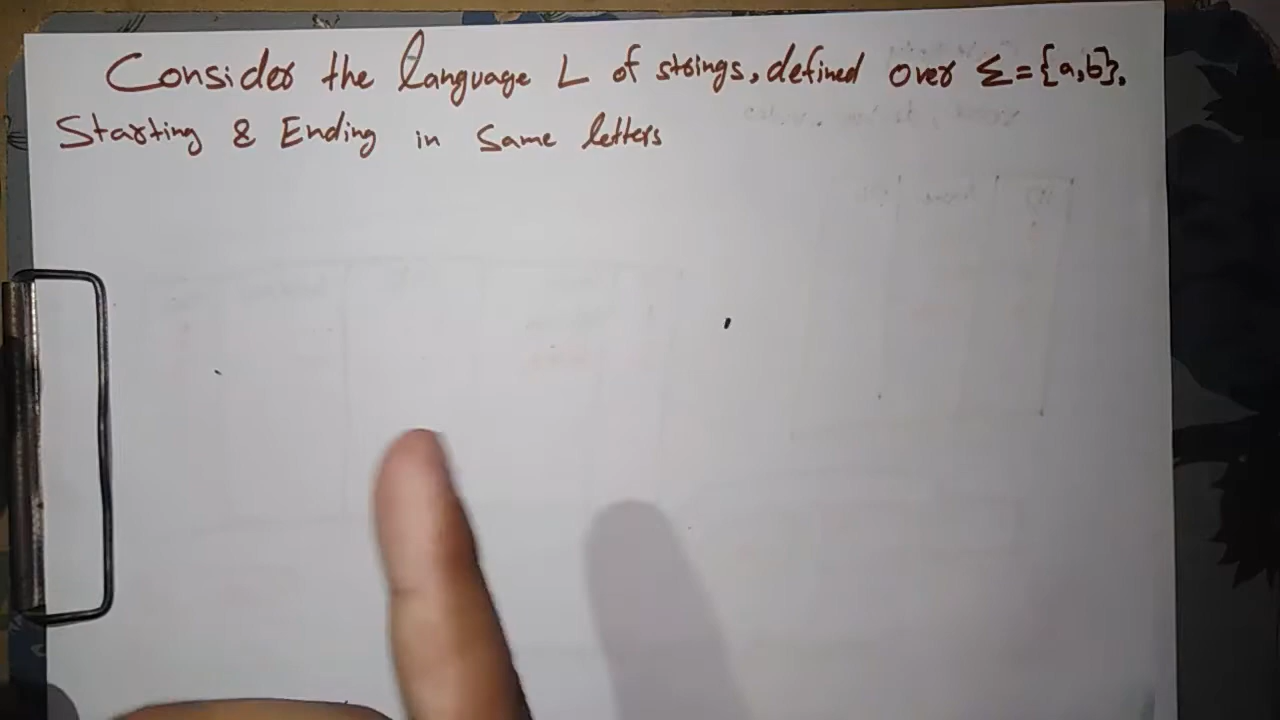 Consider the language L of strings, defined over Σ = {a,b},
Starting & Ending in Same letters